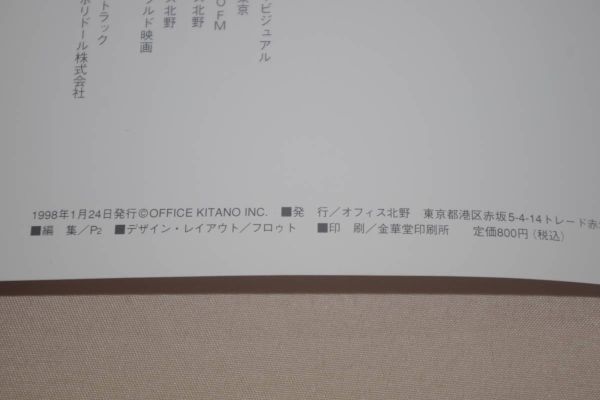 ビジュアル
東京
OFM
ス北野
ス北野
ールド映画
トラック
ポリドール株式会社
1998年1月24日発行©OFFICE KITANO INC. ■発 行／オフィス北野 東京都港区赤坂5-4-14トレード赤
■編 集／P2 ■デザイン・レイアウト／フロゥト ■印 刷／金華堂印刷所 定価800円（税込）